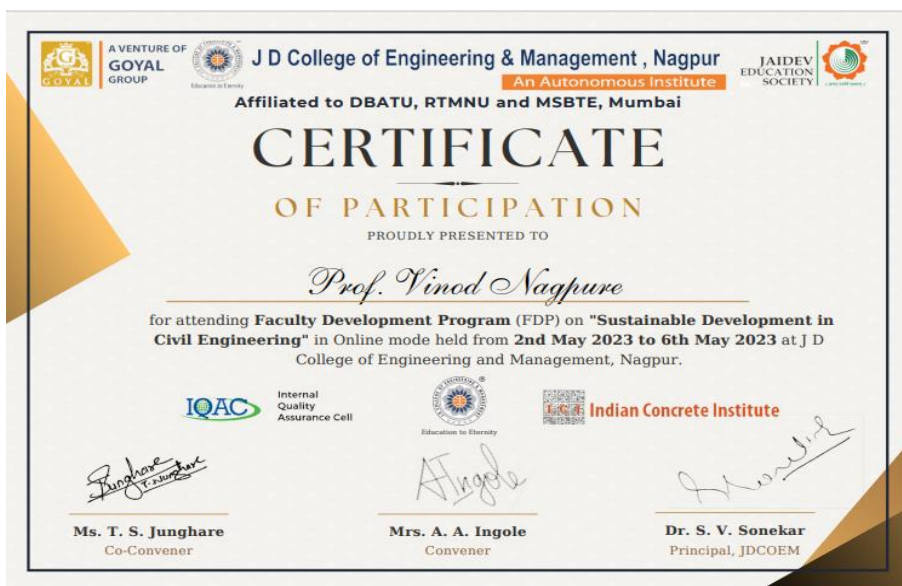 A VENTURE OF
GOYAL
GROUP
GOYAL
Education to Eternity
J D College of Engineering & Management , Nagpur
An Autonomous Institute
JAIDEV
EDUCATION
SOCIETY
Affiliated to DBATU, RTMNU and MSBTE, Mumbai
CERTIFICATE
OF PARTICIPATION
PROUDLY PRESENTED TO
Prof. Vinod Nagpure
for attending Faculty Development Program (FDP) on "Sustainable Development in
Civil Engineering" in Online mode held from 2nd May 2023 to 6th May 2023 at J D
College of Engineering and Management, Nagpur.
IQAC
Internal
Quality
Assurance Cell
Education to Eternity
ICI Indian Concrete Institute
Junghare
AIngole
Ms. T. S. Junghare
Co-Convener
Mrs. A. A. Ingole
Convener
Dr. S. V. Sonekar
Principal, JDCOEM